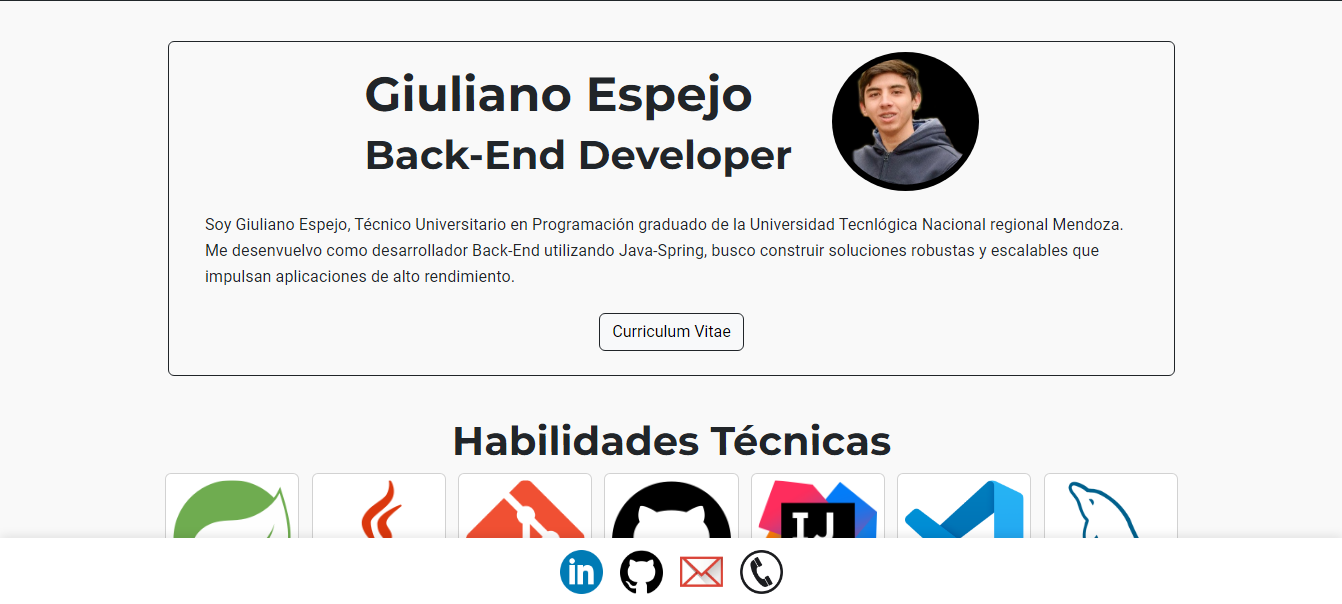 Giuliano Espejo
Back-End Developer
Soy Giuliano Espejo, Técnico Universitario en Programación graduado de la Universidad Tecnlógica Nacional regional Mendoza.
Me desenvuelvo como desarrollador Back-End utilizando Java-Spring, busco construir soluciones robustas y escalables que
impulsan aplicaciones de alto rendimiento.
Curriculum Vitae
Habilidades Técnicas
IJ
in